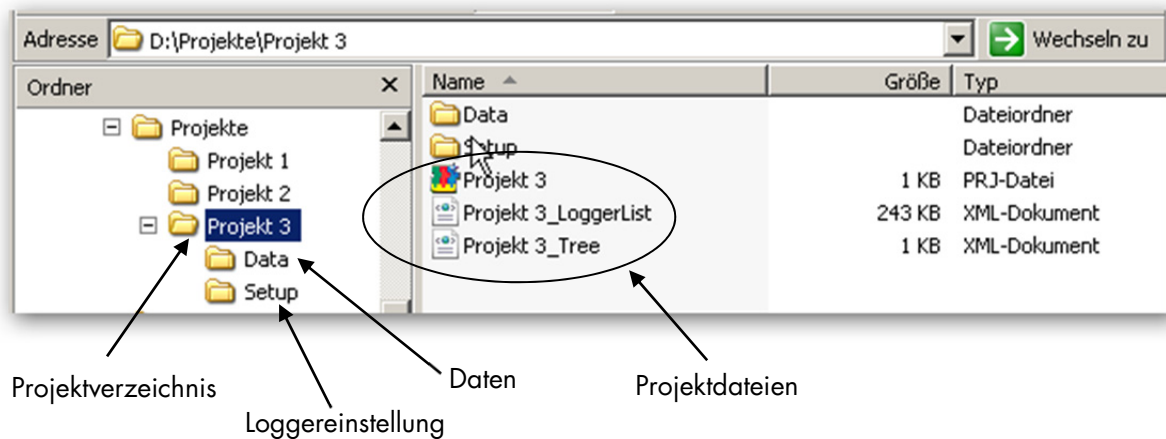 Adresse D:\Projekte\Projekt 3 Wechseln zu
Ordner x
Name Größe Typ
Projekte
Projekt 1
Projekt 2
Projekt 3
Data
Setup
Data Dateiordner
Setup Dateiordner
Projekt 3 1 KB PRJ-Datei
Projekt 3_LoggerList 243 KB XML-Dokument
Projekt 3_Tree 1 KB XML-Dokument
Projektverzeichnis
Loggereinstellung
Daten
Projektdateien